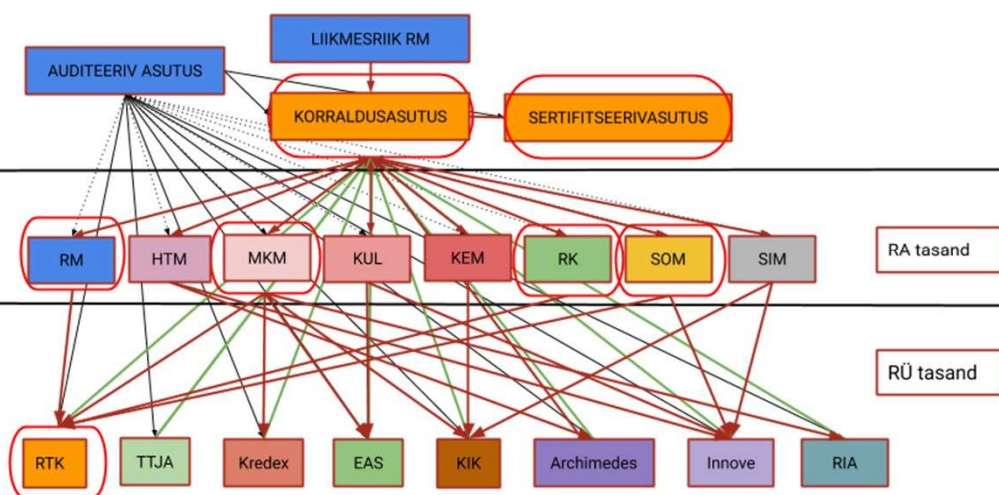 LIIKMESRIIK RM
AUDITEERIV ASUTUS
KORRALDUSASUTUS
SERTIFITSEERIVASUTUS
RM
HTM
MKM
KUL
KEM
RK
SOM
SIM
RA tasand
RÜ tasand
RTK
TTJA
Kredex
EAS
KIK
Archimedes
Innove
RIA